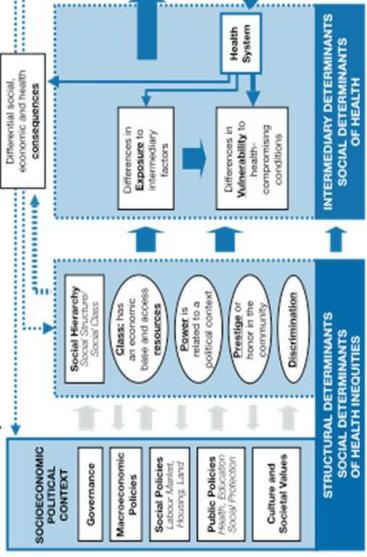 SOCIOECONOMIC
POLITICAL
CONTEXT
Governance
Macroeconomic
Policies
Social Policies
Labour Market,
Housing, Land
Public Policies
Health, Education
Social Protection
Culture and
Societal Values
Social Hierarchy
Social Structure/
Social Class
Class: has
an economic
base and access
resources
Power is
related to a
political context
Prestige or
honor in the
community
Discrimination
STRUCTURAL DETERMINANTS
SOCIAL DETERMINANTS
OF HEALTH INEQUITIES
Differential social,
economic and health
consequences
Differences in
Exposure to
intermediary
factors
Differences in
Vulnerability to
health-
compromising
conditions
Health
System
INTERMEDIARY DETERMINANTS
SOCIAL DETERMINANTS
OF HEALTH